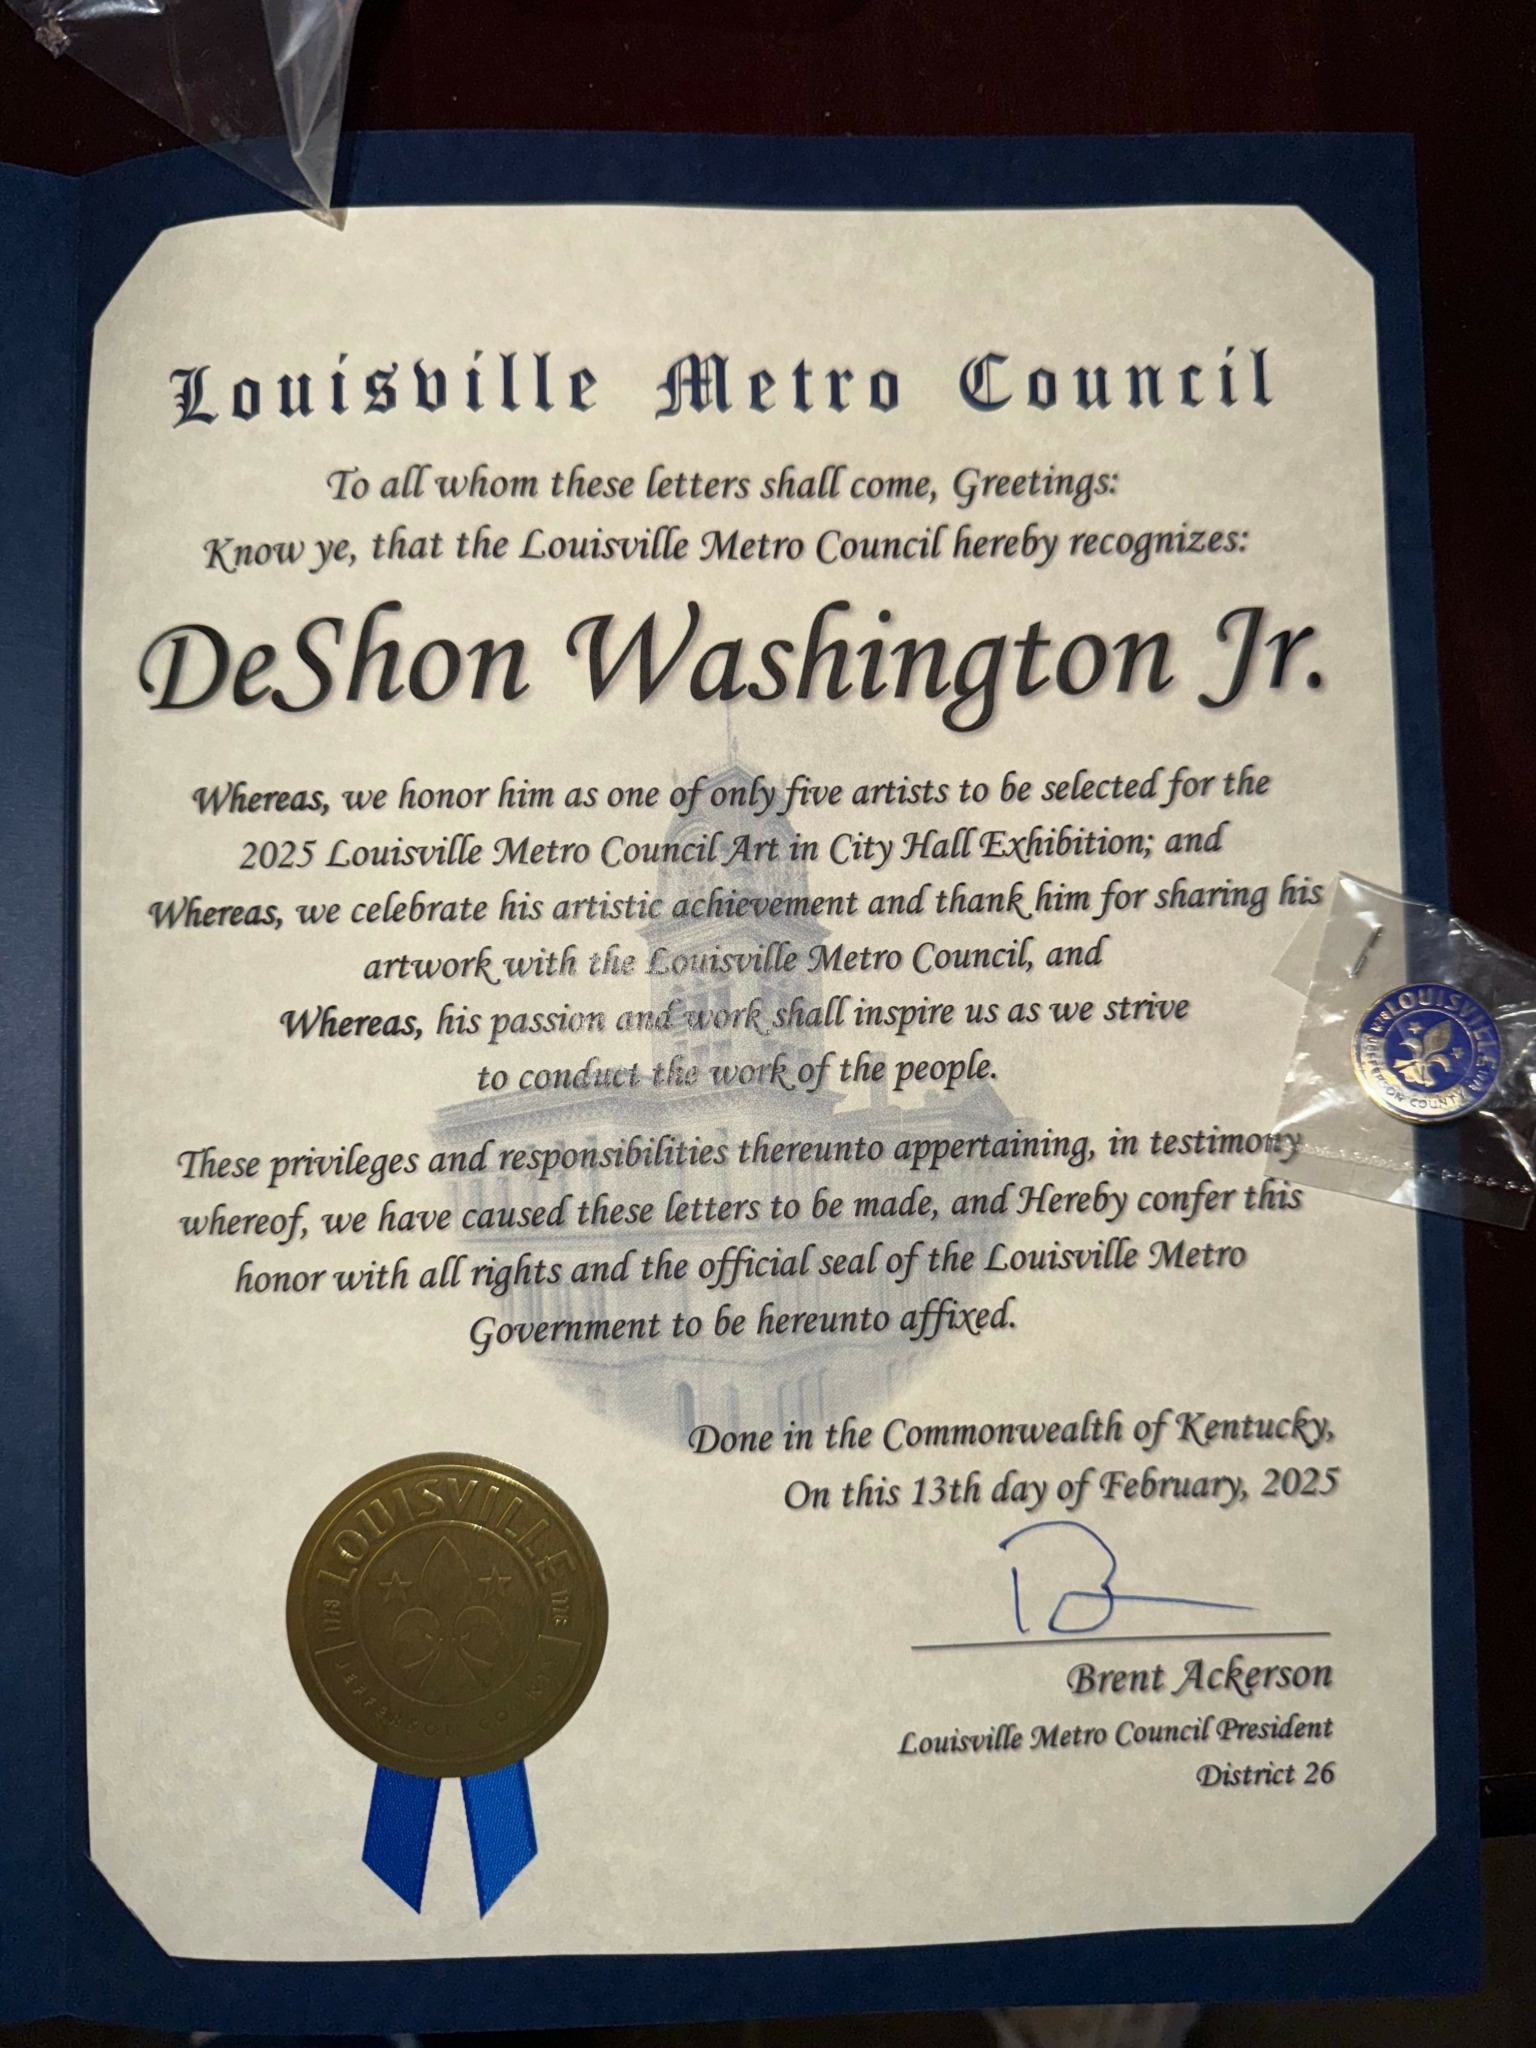 Louisville Metro Council
To all whom these letters shall come, Greetings:
Know ye, that the Louisville Metro Council hereby recognizes:
DeShon Washington Jr.
Whereas, we honor him as one of only five artists to be selected for the
2025 Louisville Metro Council Art in City Hall Exhibition; and
Whereas, we celebrate his artistic achievement and thank him for sharing his
artwork with the Louisville Metro Council, and
Whereas, his passion and work shall inspire us as we strive
to conduct the work of the people.
These privileges and responsibilities thereunto appertaining, in testimony
whereof, we have caused these letters to be made, and Hereby confer this
honor with all rights and the official seal of the Louisville Metro
Government to be hereunto affixed.
Done in the Commonwealth of Kentucky,
On this 13th day of February, 2025
Brent Ackerson
Louisville Metro Council President
District 26
LOUISVILLE
1778 1778
JEFFERSON CO
LOUISVILLE
1778
JEFFERSON COUNTY